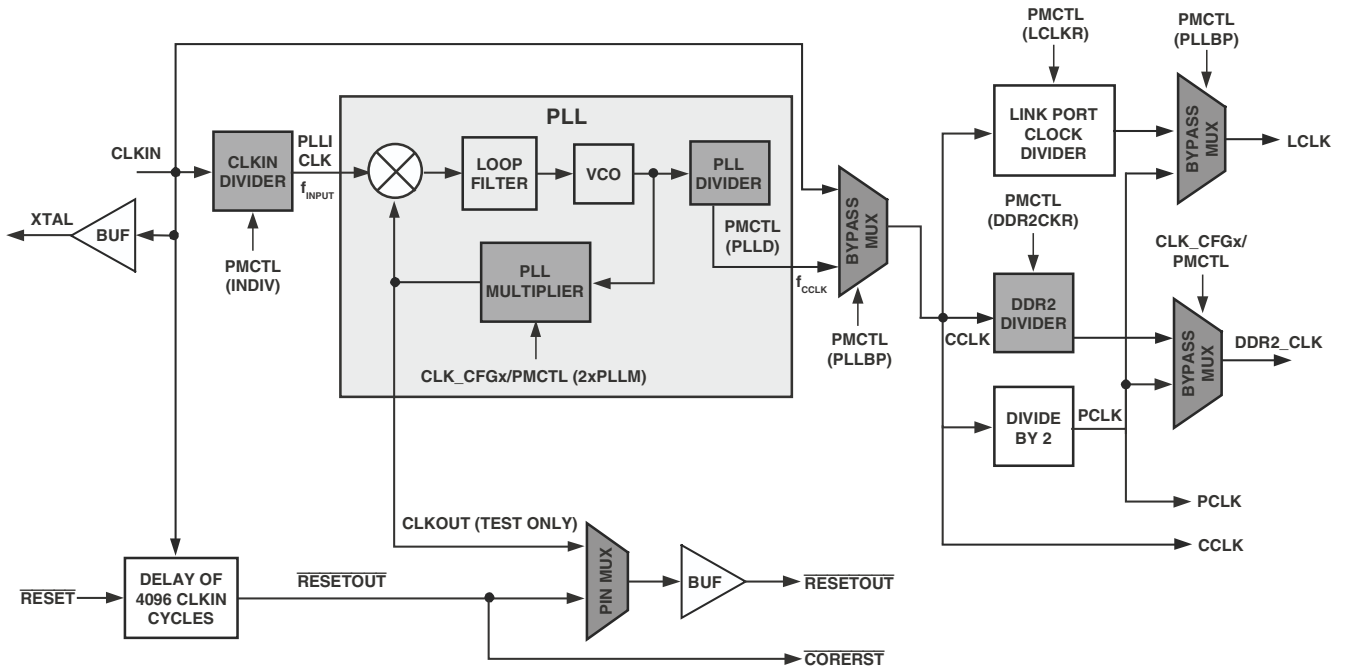 PMCTL
(LCLKR)
PMCTL
(PLLBP)
PLL
LINK PORT
CLOCK
DIVIDER
BYPASS
MUX
LCLK
CLKIN
CLKIN
DIVIDER
PLLI
CLK
fINPUT
LOOP
FILTER
VCO
PLL
DIVIDER
BYPASS
MUX
XTAL
BUF
PMCTL
(INDIV)
PMCTL
(PLLD)
PLL
MULTIPLIER
fCCLK
PMCTL
(DDR2CKR)
CLK_CFGx/
PMCTL
DDR2
DIVIDER
CCLK
BYPASS
MUX
DDR2_CLK
PMCTL
(PLLBP)
CLK_CFGx/PMCTL (2xPLLM)
DIVIDE
BY 2
PCLK
PCLK
CCLK
CLKOUT (TEST ONLY)
PIN MUX
BUF
RESETOUT
RESET
DELAY OF
4096 CLKIN
CYCLES
RESETOUT
CORERST